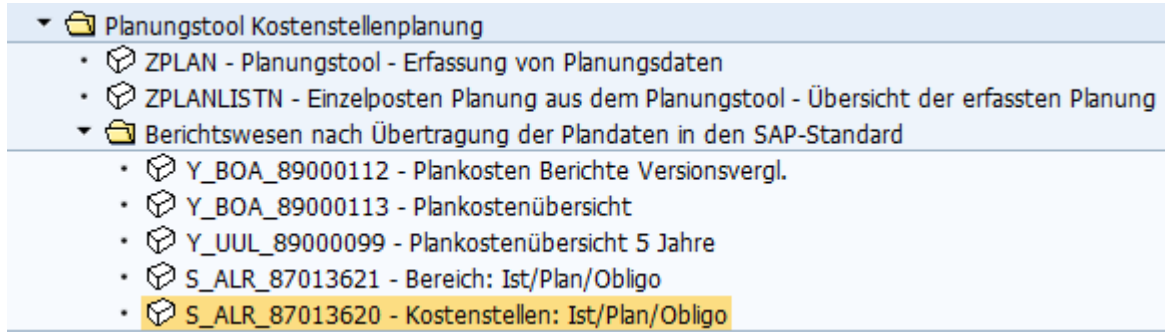 Planungstool Kostenstellenplanung
ZPLAN - Planungstool - Erfassung von Planungsdaten
ZPLANLISTN - Einzelposten Planung aus dem Planungstool - Übersicht der erfassten Planung
Berichtswesen nach Übertragung der Plandaten in den SAP-Standard
Y_BOA_89000112 - Plankosten Berichte Versionsvergl.
Y_BOA_89000113 - Plankostenübersicht
Y_UUL_89000099 - Plankostenübersicht 5 Jahre
S_ALR_87013621 - Bereich: Ist/Plan/Obligo
S_ALR_87013620 - Kostenstellen: Ist/Plan/Obligo